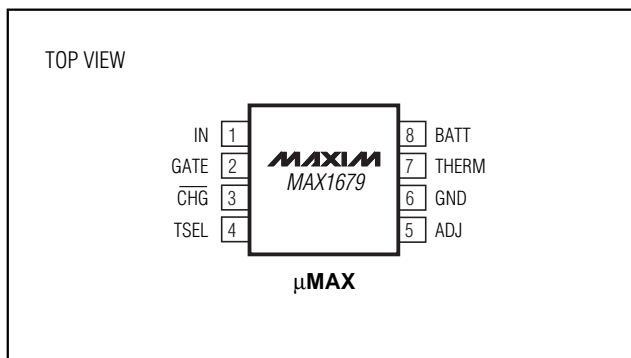 TOP VIEW
IN 1
GATE 2
CHG 3
TSEL 4
MAXIM
MAX1679
8 BATT
7 THERM
6 GND
5 ADJ
µMAX